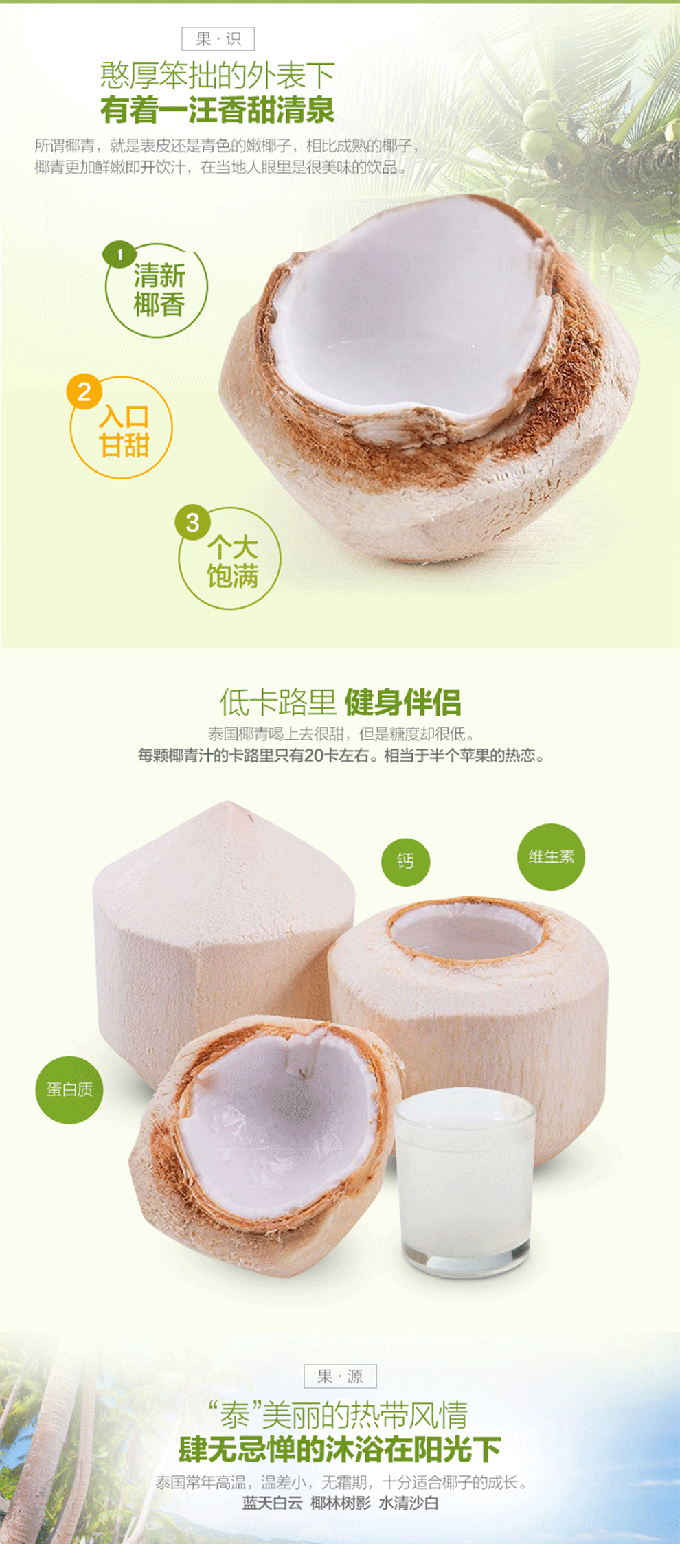 果·识
憨厚笨拙的外表下
有着一汪香甜清泉
所谓椰青，就是表皮还是青色的嫩椰子，相比成熟的椰子，
椰青更加鲜嫩即开饮汁，在当地人眼里是很美味的饮品。
1
清新
椰香
2
入口
甘甜
3
个大
饱满
低卡路里 健身伴侣
泰国椰青喝上去很甜，但是糖度却很低。
每颗椰青汁的卡路里只有20卡左右。相当于半个苹果的热恋。
钙
维生素
蛋白质
果·源
“泰”美丽的热带风情
肆无忌惮的沐浴在阳光下
泰国常年高温，温差小，无霜期，十分适合椰子的成长。
蓝天白云 椰林树影 水清沙白